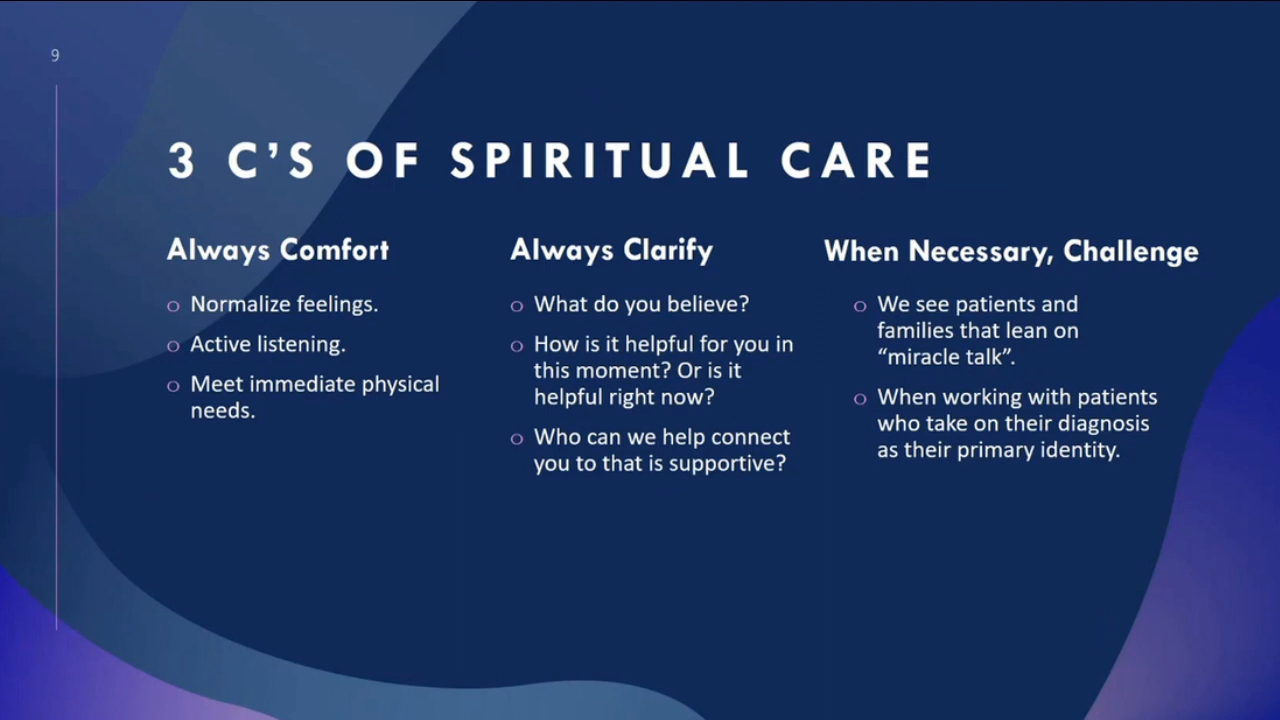 9
3 C’S OF SPIRITUAL CARE
Always Comfort
Normalize feelings.
Active listening.
Meet immediate physical
needs.
Always Clarify
What do you believe?
How is it helpful for you in
this moment? Or is it
helpful right now?
Who can we help connect
you to that is supportive?
When Necessary, Challenge
We see patients and
families that lean on
“miracle talk”.
When working with patients
who take on their diagnosis
as their primary identity.